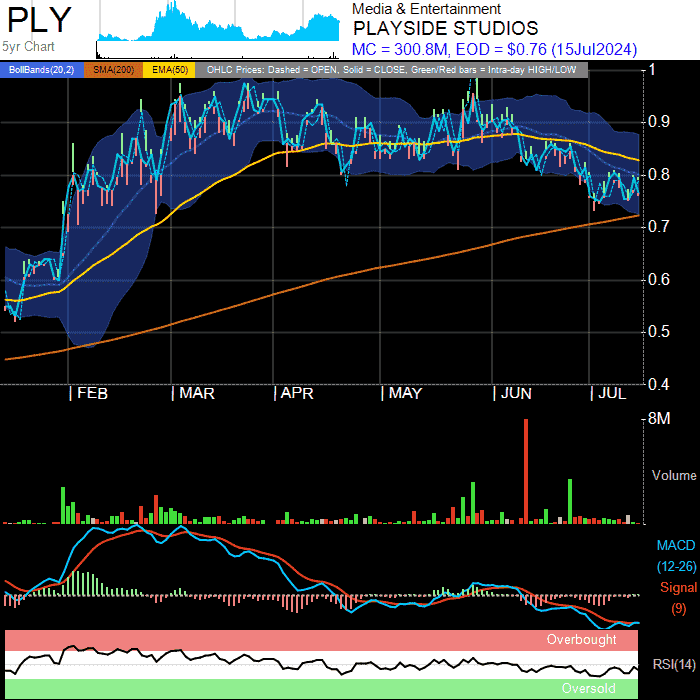 PLY
5yr Chart
Media & Entertainment
PLAYSIDE STUDIOS
MC = 300.8M, EOD = $0.76 (15Jul2024)
BollBands(20,2) SMA(200) EMA(50) OHLC Prices: Dashed = OPEN, Solid = CLOSE, Green/Red bars = Intra-day HIGH/LOW
1
0.9
0.8
0.7
0.6
0.5
0.4
FEB MAR APR MAY JUN JUL
8M
Volume
MACD
(12-26)
Signal
(9)
Overbought
RSI(14)
Oversold